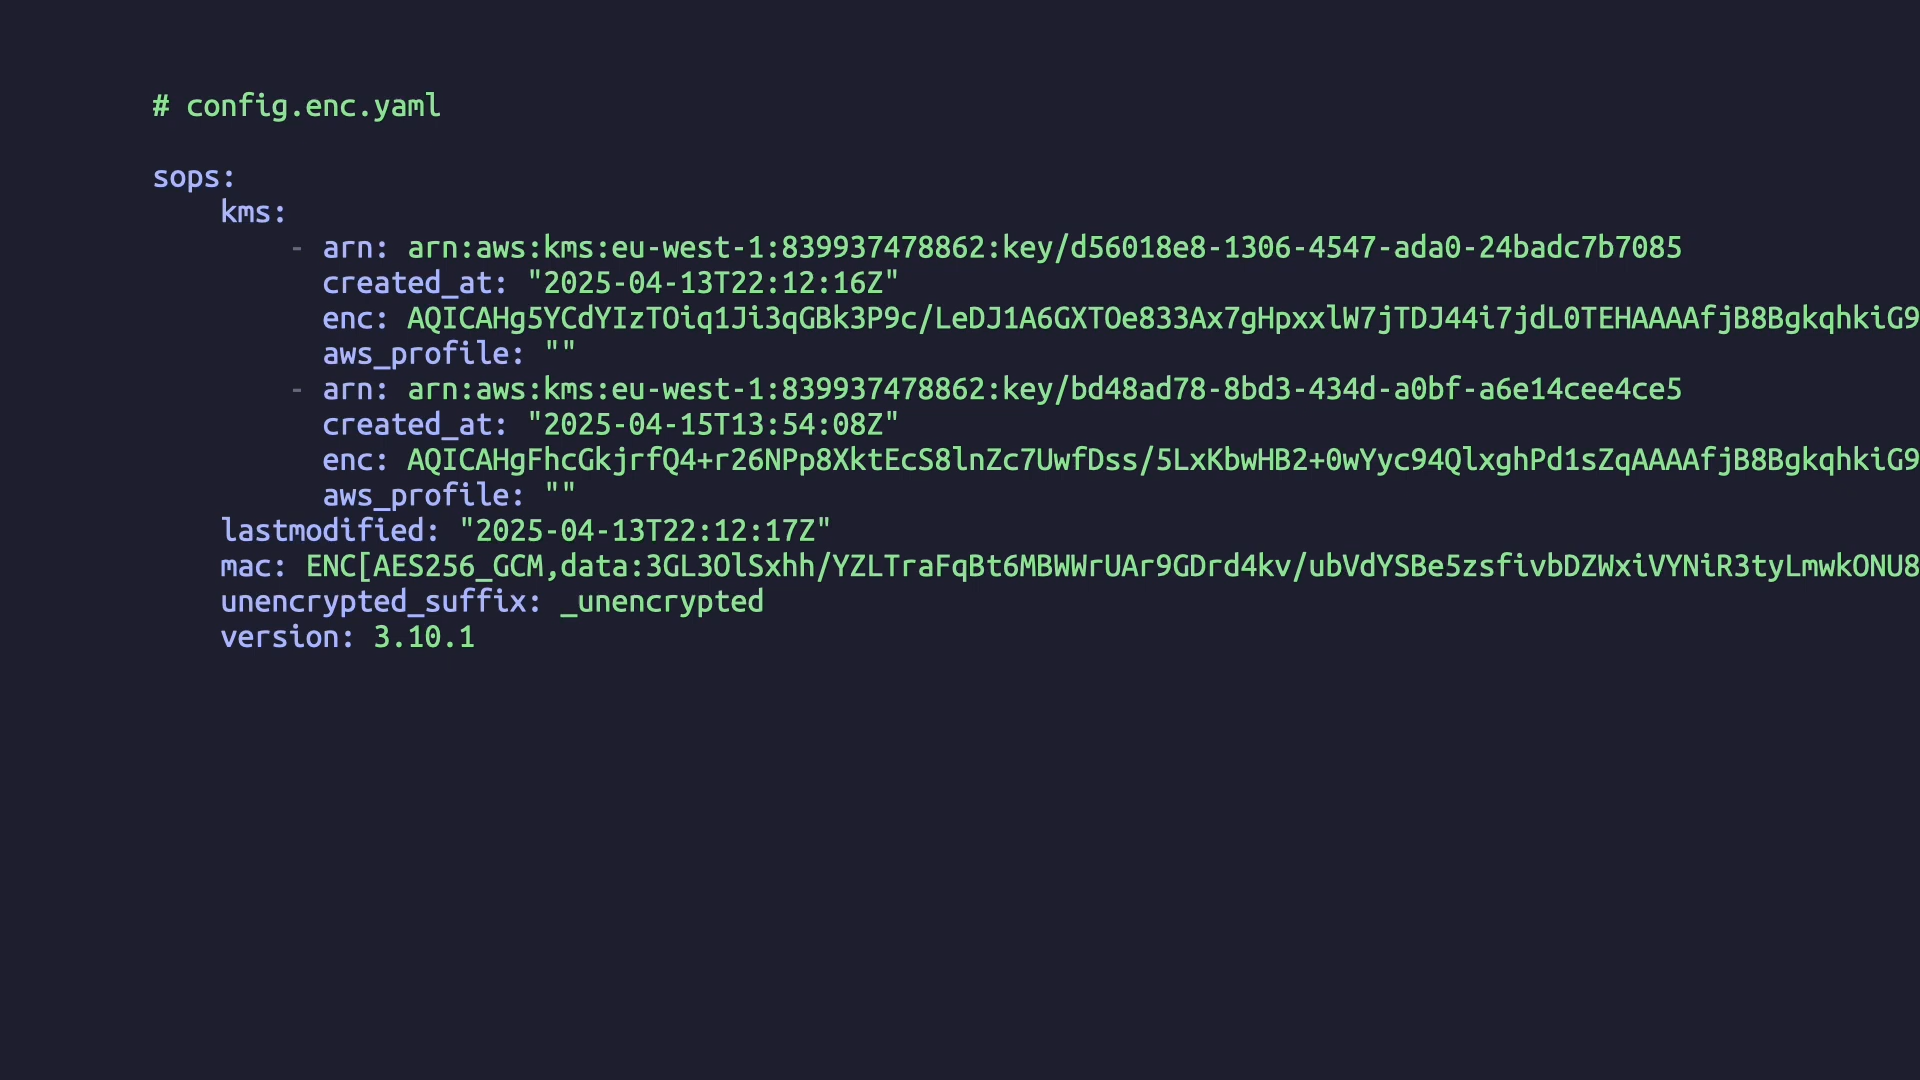 # config.enc.yaml

sops:
    kms:
        - arn: arn:aws:kms:eu-west-1:839937478862:key/d56018e8-1306-4547-ada0-24badc7b7085
          created_at: "2025-04-13T22:12:16Z"
          enc: AQICAHg5YCdYIzTOiq1Ji3qGBk3P9c/LeDJ1A6GXTOe833Ax7gHpxxlW7jTDJ44i7jdL0TEHAAAAfjB8BgkqhkiG9
          aws_profile: ""
        - arn: arn:aws:kms:eu-west-1:839937478862:key/bd48ad78-8bd3-434d-a0bf-a6e14cee4ce5
          created_at: "2025-04-15T13:54:08Z"
          enc: AQICAHgFhcGkjrfQ4+r26NPp8XktEcS8lnZc7UwfDss/5LxKbwHB2+0wYyc94QlxghPd1sZqAAAAfjB8BgkqhkiG9
          aws_profile: ""
    lastmodified: "2025-04-13T22:12:17Z"
    mac: ENC[AES256_GCM,data:3GL3OlSxhh/YZLTraFqBt6MBWWrUAr9GDrd4kv/ubVdYSBe5zsfivbDZWxiVYNiR3tyLmwkONU8
    unencrypted_suffix: _unencrypted
    version: 3.10.1